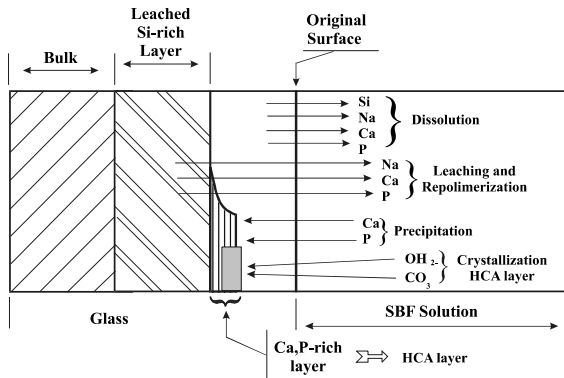 Original
Surface
Leached
Si-rich
Layer
Bulk
Si
Na
Ca
P
Dissolution
Na
Ca
P
Leaching and
Repolimerization
Ca
P
Precipitation
OH
CO3 2-
Crystallization
HCA layer
Glass
SBF Solution
Ca,P-rich
layer
HCA layer